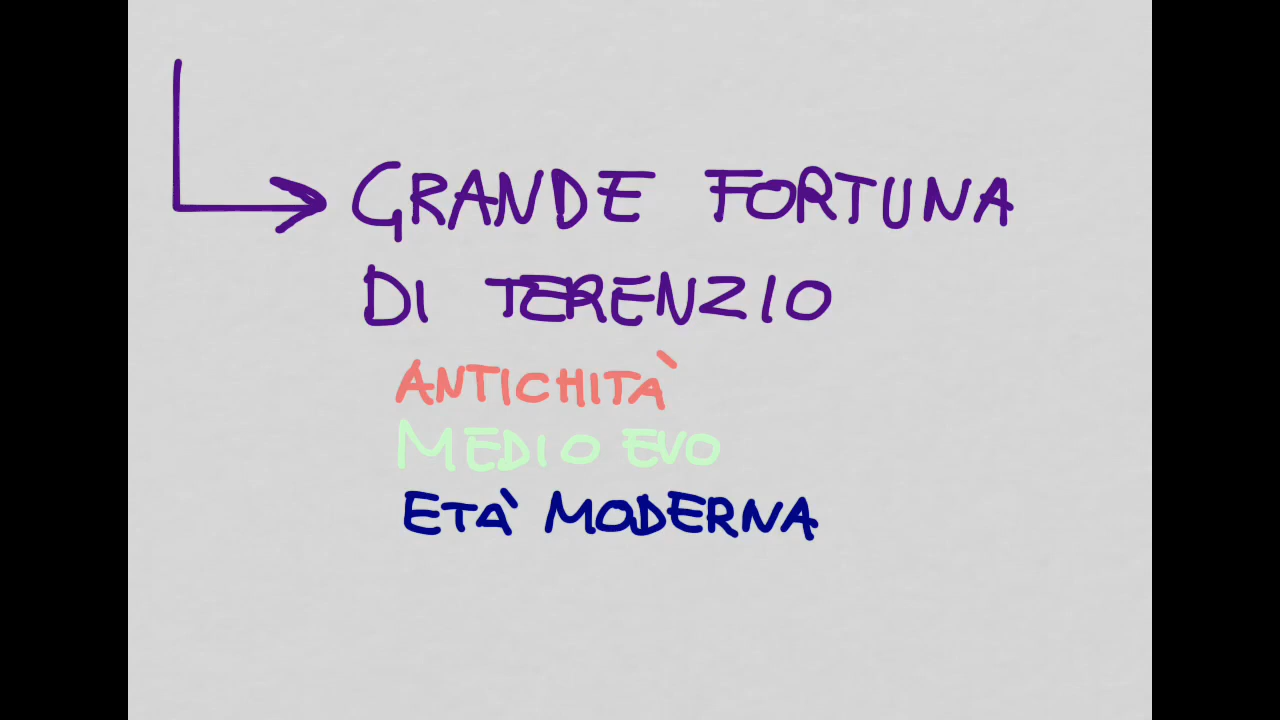 GRANDE FORTUNA
DI TERENZIO
ANTICHITÀ
MEDIO EVO
ETÀ MODERNA